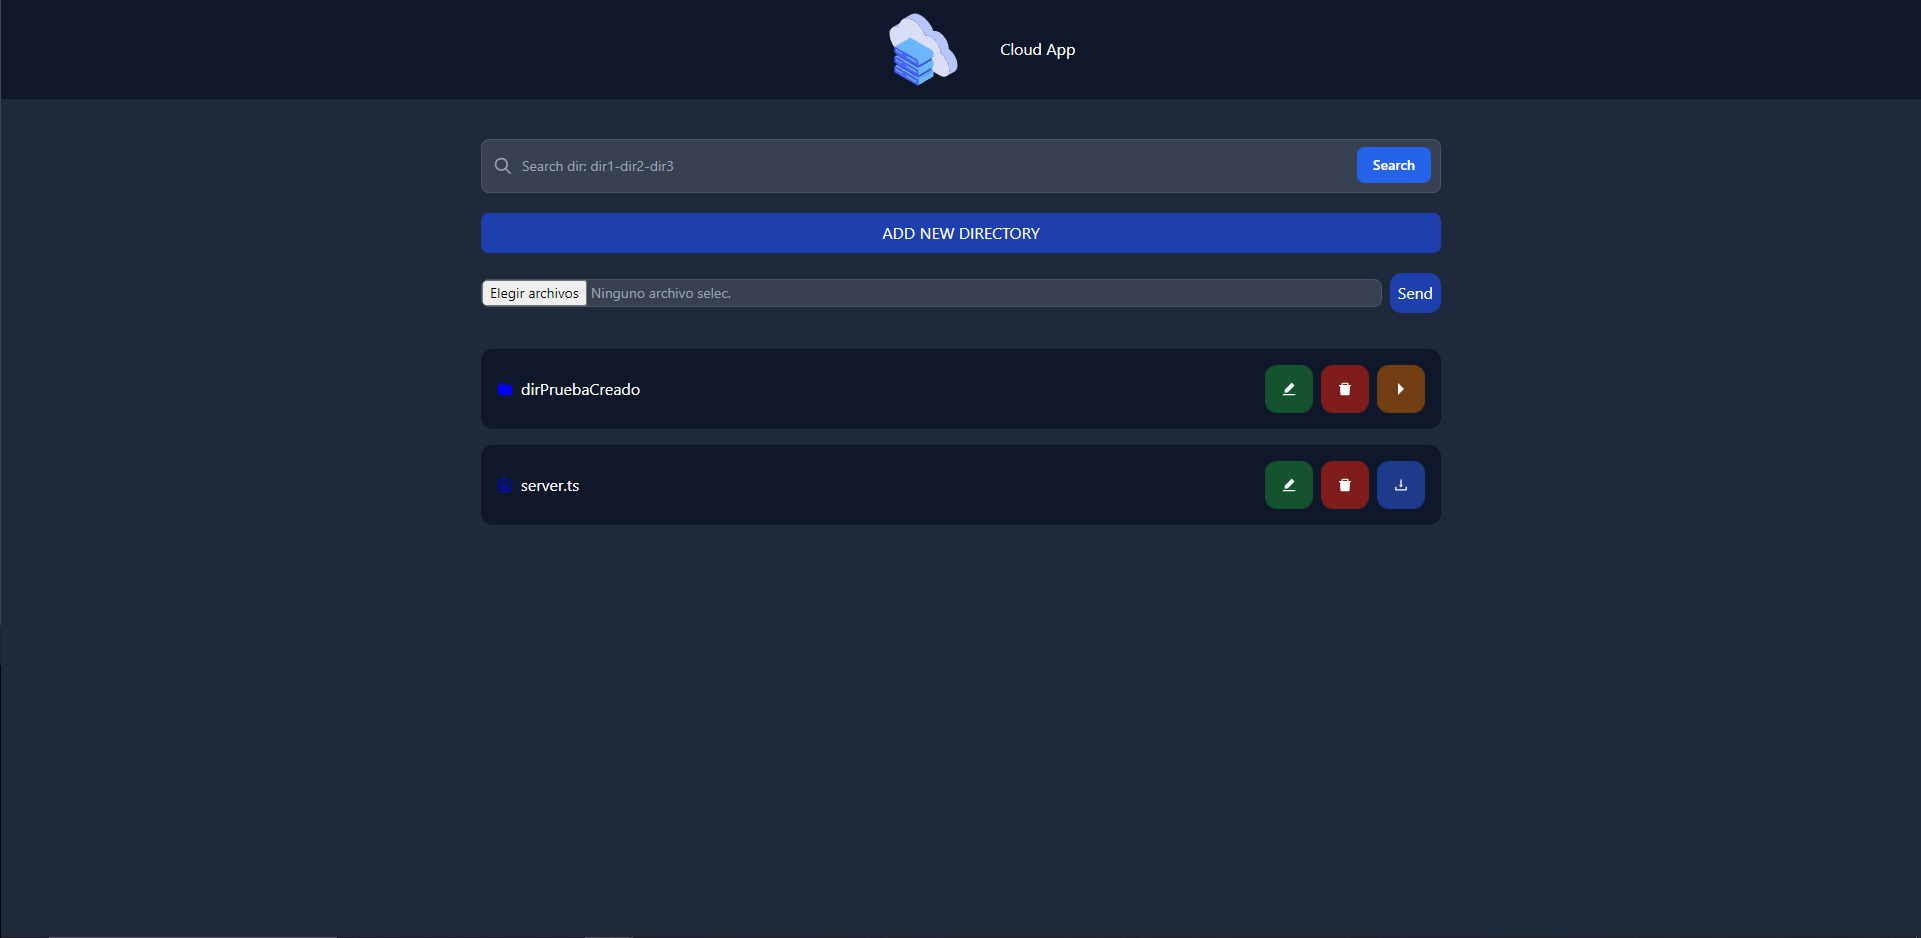 Cloud App
Search dir: dir1-dir2-dir3
Search
ADD NEW DIRECTORY
Elegir archivos Ninguno archivo selec.
Send
dirPruebaCreado
server.ts